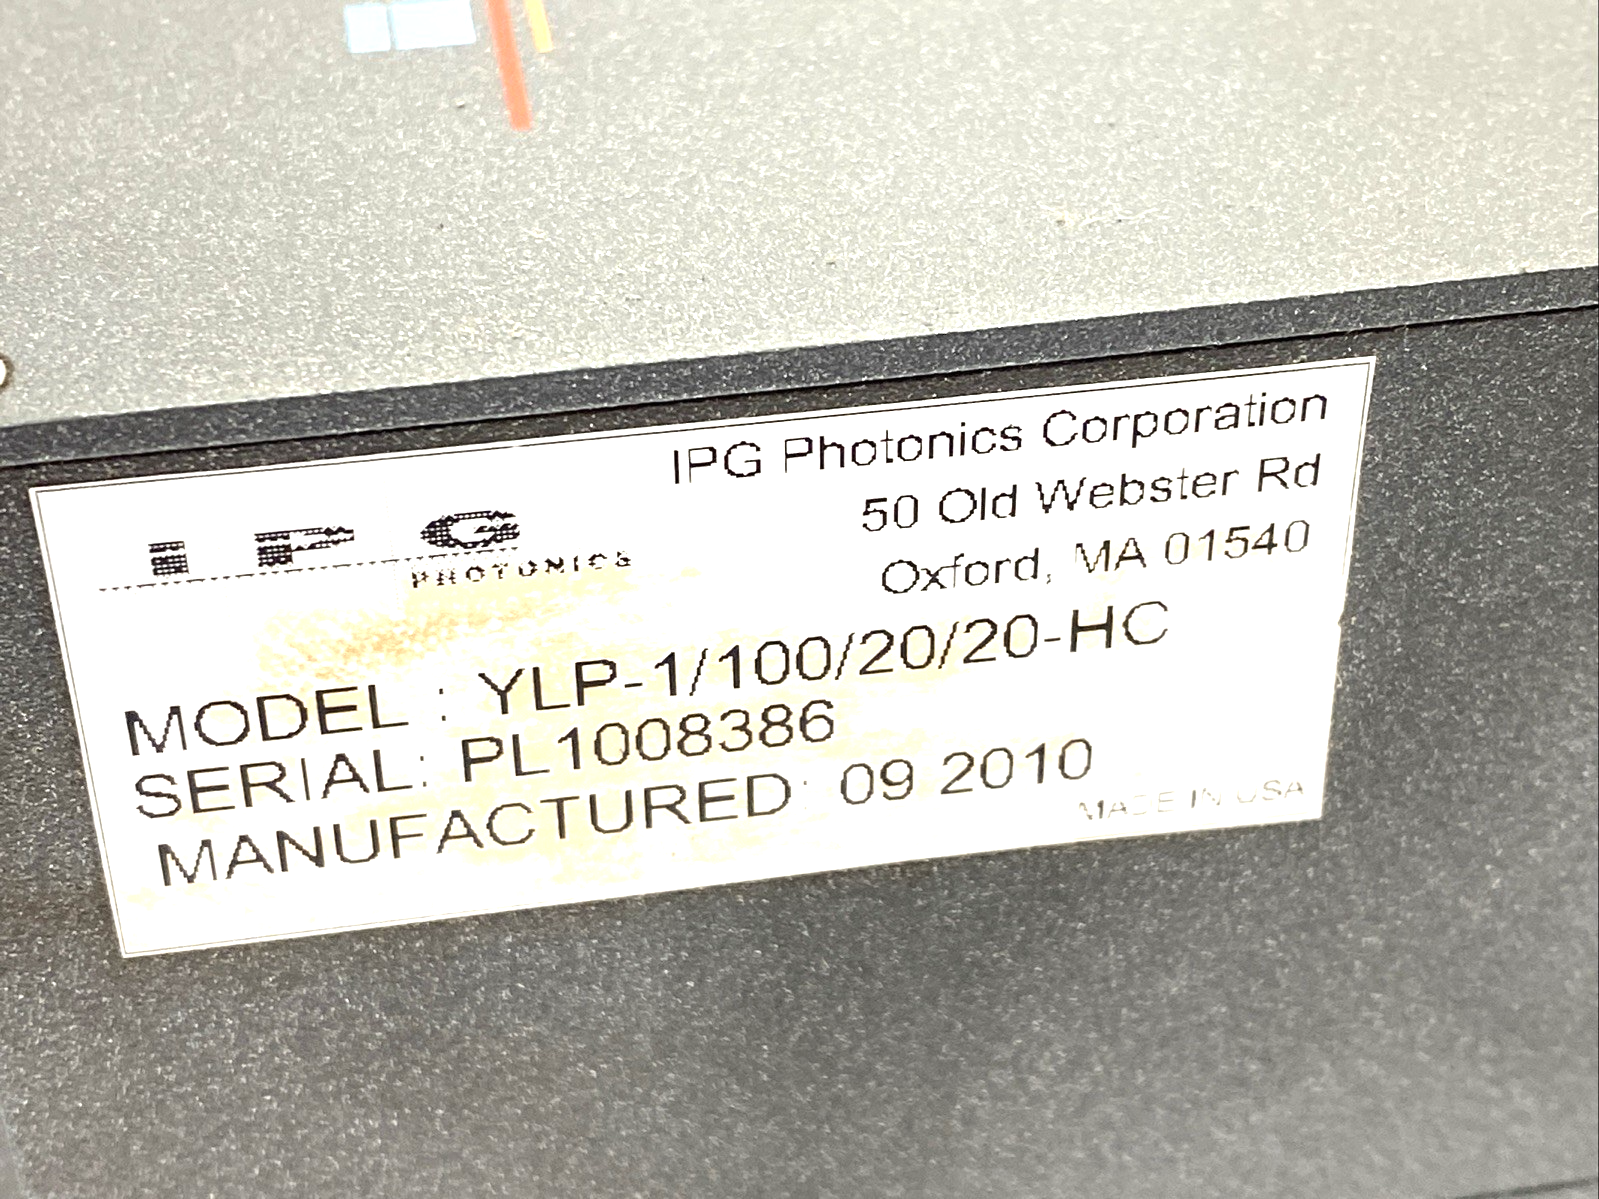 IPG Photonics Corporation
50 Old Webster Rd
Oxford, MA 01540
IPG
PHOTONICS
MODEL : YLP-1/100/20/20-HC
SERIAL: PL1008386
MANUFACTURED: 09 2010
MADE IN USA